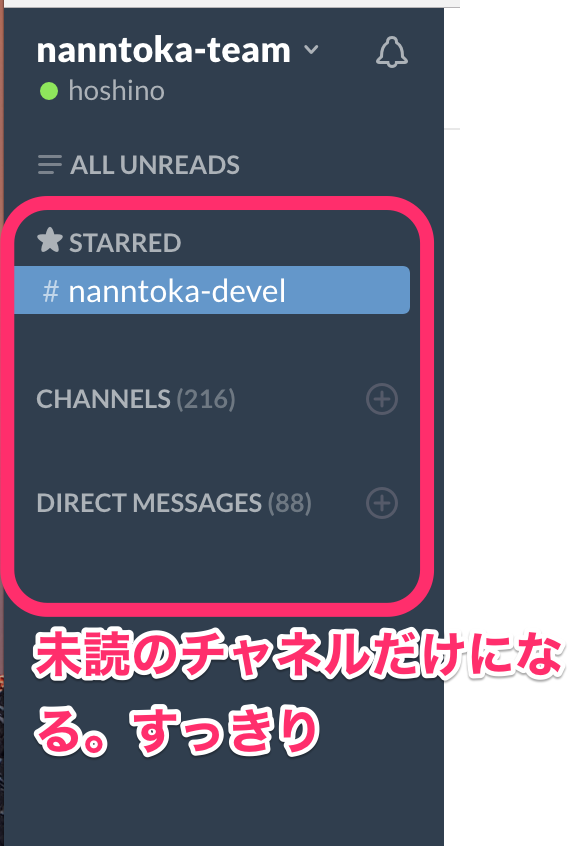 nanntoka-team
hoshino
ALL UNREADS
STARRED
# nanntoka-devel
CHANNELS (216)
DIRECT MESSAGES (88)
未読のチャネルだけにな
る。すっきり